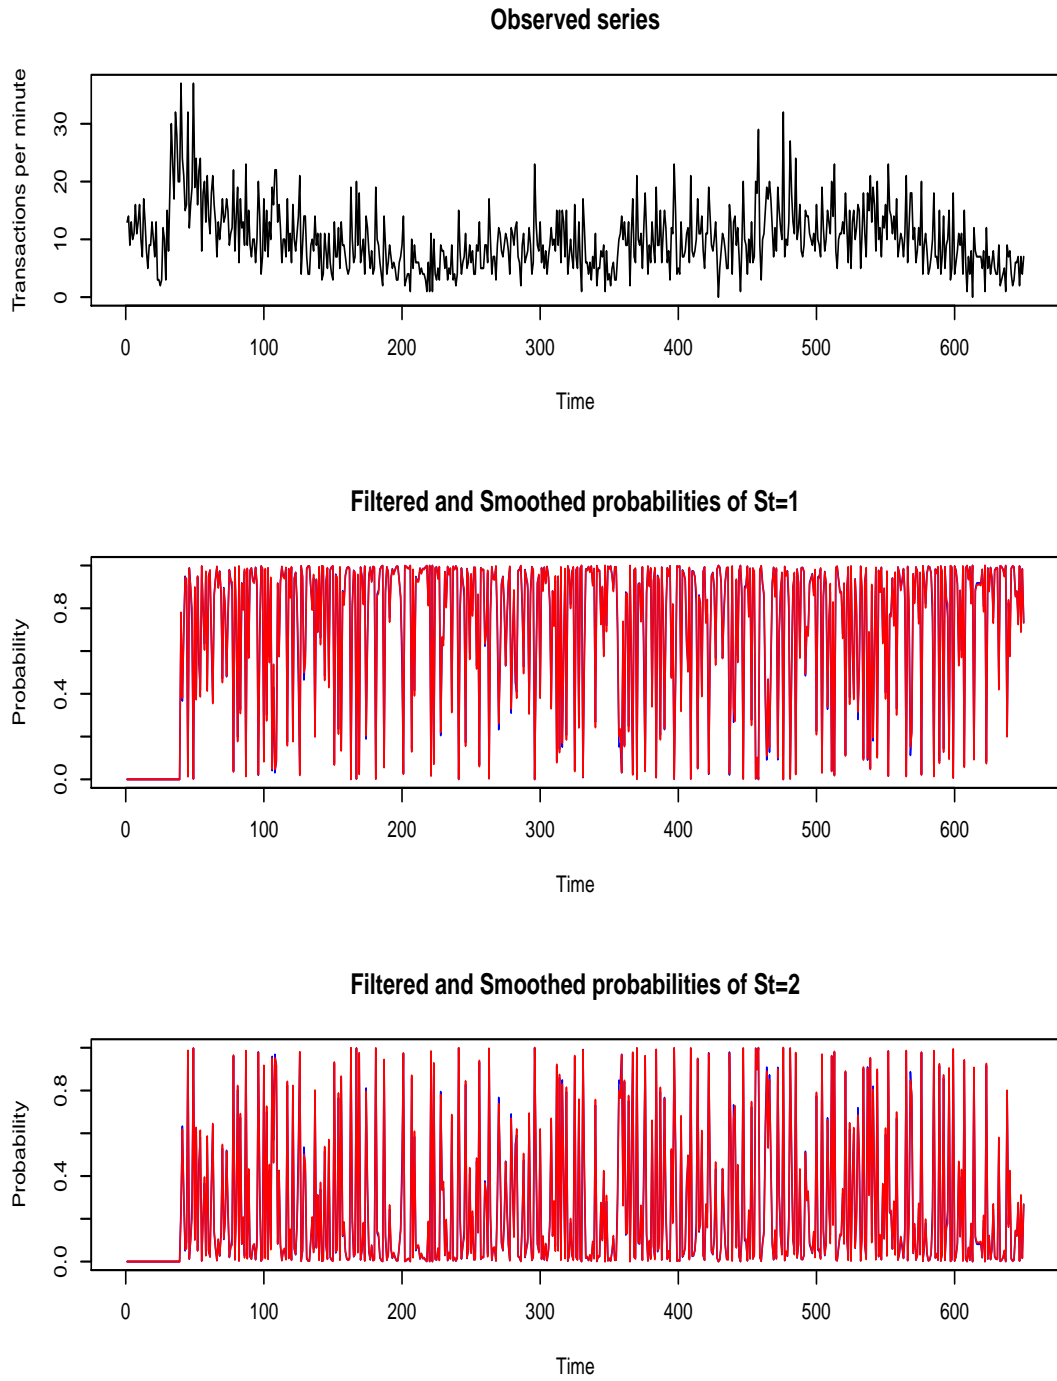 Observed series
Transactions per minute
30
20
10
0
0 100 200 300 400 500 600
Time
Filtered and Smoothed probabilities of St=1
Probability
0.8
0.4
0.0
0 100 200 300 400 500 600
Time
Filtered and Smoothed probabilities of St=2
Probability
0.8
0.4
0.0
0 100 200 300 400 500 600
Time